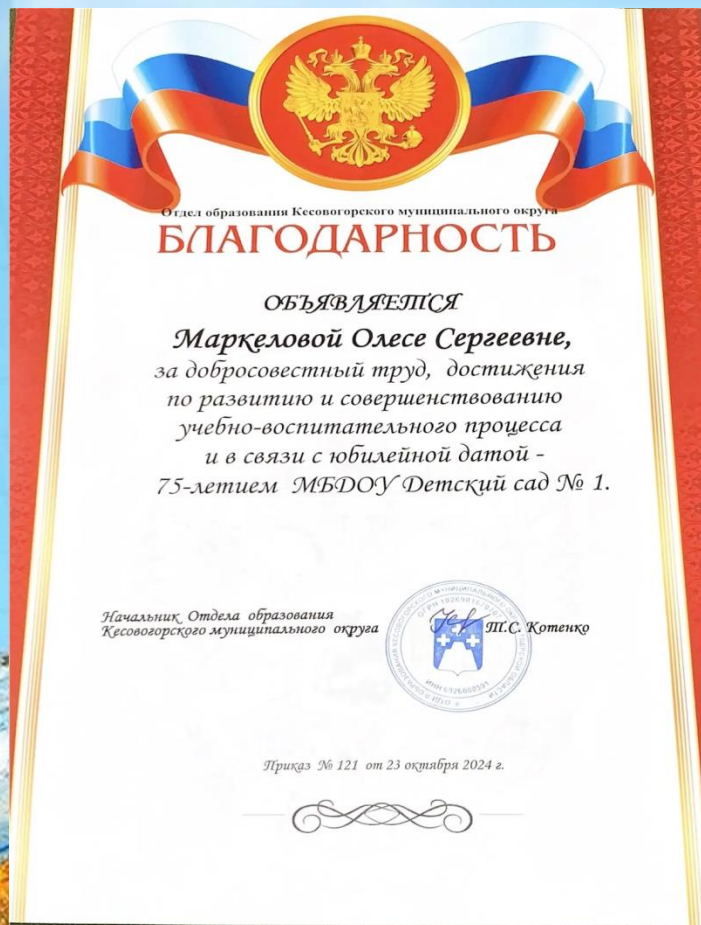 Отдел образования Кесовогорского муниципального округа
БЛАГОДАРНОСТЬ
ОБЪЯВЛЯЕТСЯ
Маркеловой Олесе Сергеевне,
за добросовестный труд, достижения
по развитию и совершенствованию
учебно-воспитательного процесса
и в связи с юбилейной датой -
75-летием МБДОУ Детский сад № 1.
Начальник Отдела образования
Кесовогорского муниципального округа
Т.С. Котенко
Приказ № 121 от 23 октября 2024 г.